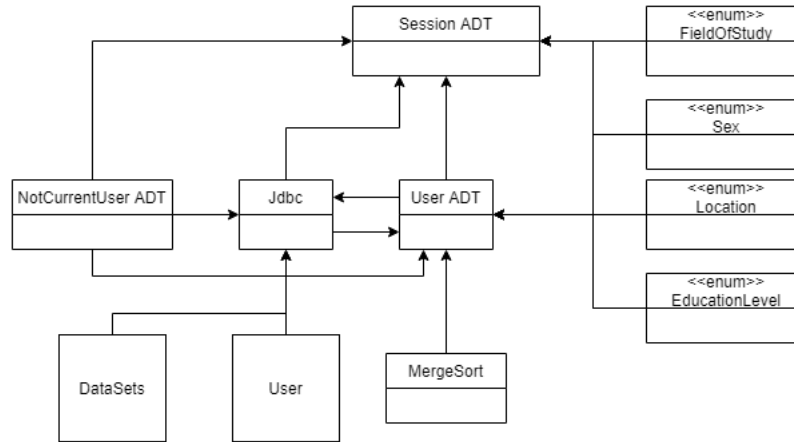 Session ADT
<<enum>>
FieldOfStudy
<<enum>>
Sex
NotCurrentUser ADT
Jdbc
User ADT
<<enum>>
Location
<<enum>>
EducationLevel
DataSets
User
MergeSort